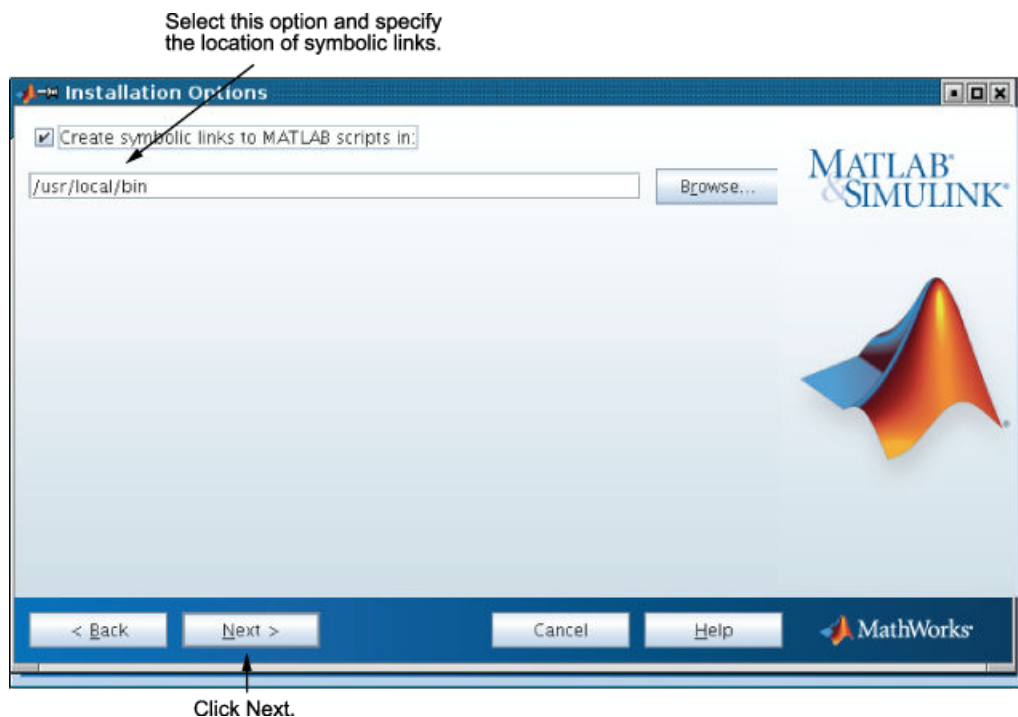 Select this option and specify
the location of symbolic links.
Installation Options
Create symbolic links to MATLAB scripts in:
/usr/local/bin
Browse...
MATLAB®
&SIMULINK®
®
< Back
Next >
Cancel
Help
MathWorks®
Click Next.